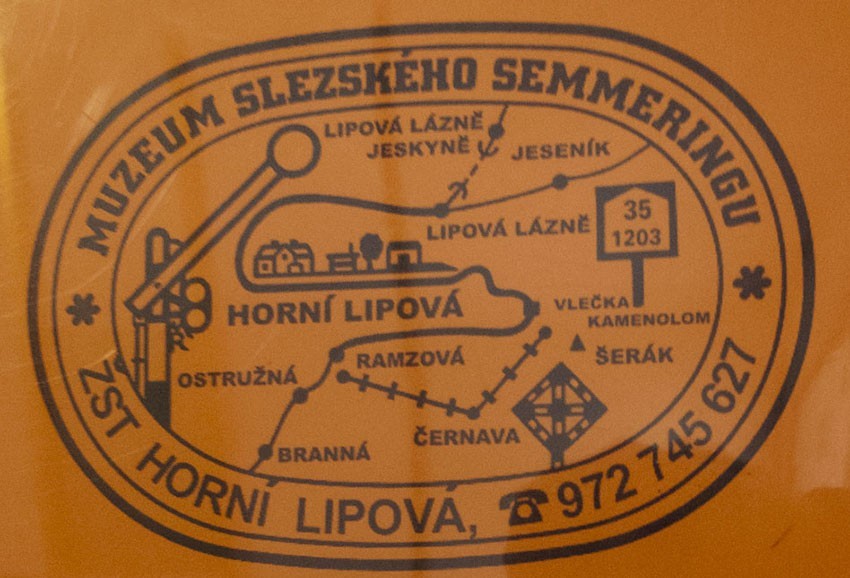 MUZEUM SLEZSKÉHO SEMMERINGU
LIPOVÁ LÁZNĚ
JESKYNĚ
JESENÍK
LIPOVÁ LÁZNĚ
35
1203
HORNÍ LIPOVÁ
VLEČKA
KAMENOLOM
RAMZOVÁ
ŠERÁK
OSTRUŽNÁ
ČERNAVA
BRANNÁ
ŽST HORNÍ LIPOVÁ, ☎ 972 745 627